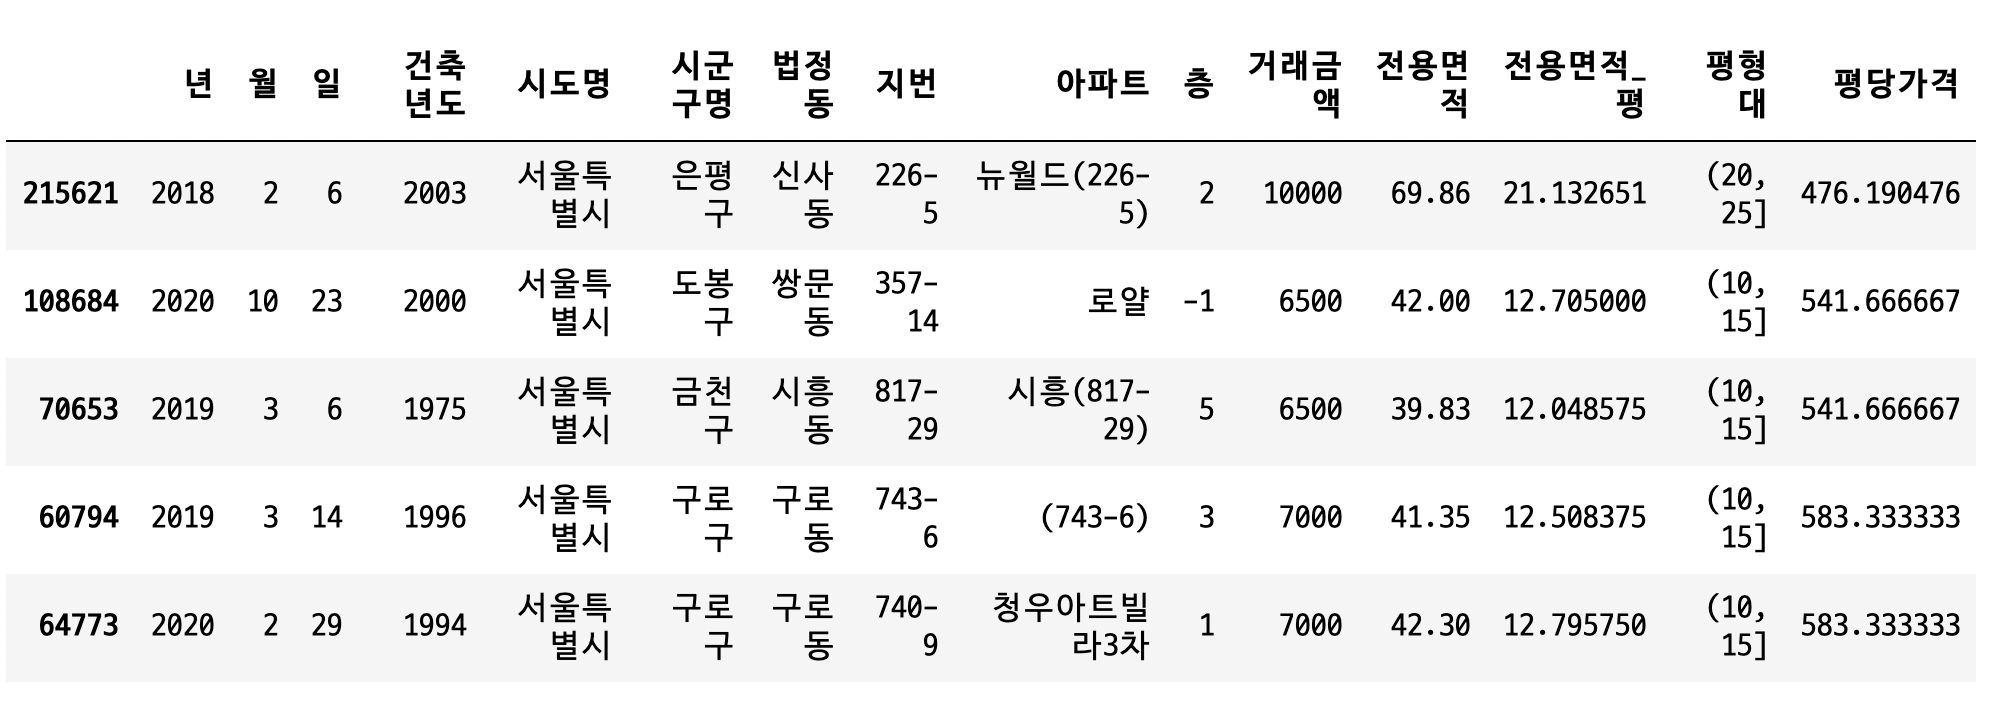 년 월 일 건축년도 시도명 시군구명 법정동 지번 아파트 층 거래금액 전용면적 전용면적_평 평형대 평당가격
215621 2018 2 6 2003 서울특별시 은평구 신사동 226-5 뉴월드(226-5) 2 10000 69.86 21.132651 (20, 25] 476.190476
108684 2020 10 23 2000 서울특별시 도봉구 쌍문동 357-14 로얄 -1 6500 42.00 12.705000 (10, 15] 541.666667
70653 2019 3 6 1975 서울특별시 금천구 시흥동 817-29 시흥(817-29) 5 6500 39.83 12.048575 (10, 15] 541.666667
60794 2019 3 14 1996 서울특별시 구로구 구로동 743-6 (743-6) 3 7000 41.35 12.508375 (10, 15] 583.333333
64773 2020 2 29 1994 서울특별시 구로구 구로동 740-9 청우아트빌라3차 1 7000 42.30 12.795750 (10, 15] 583.333333